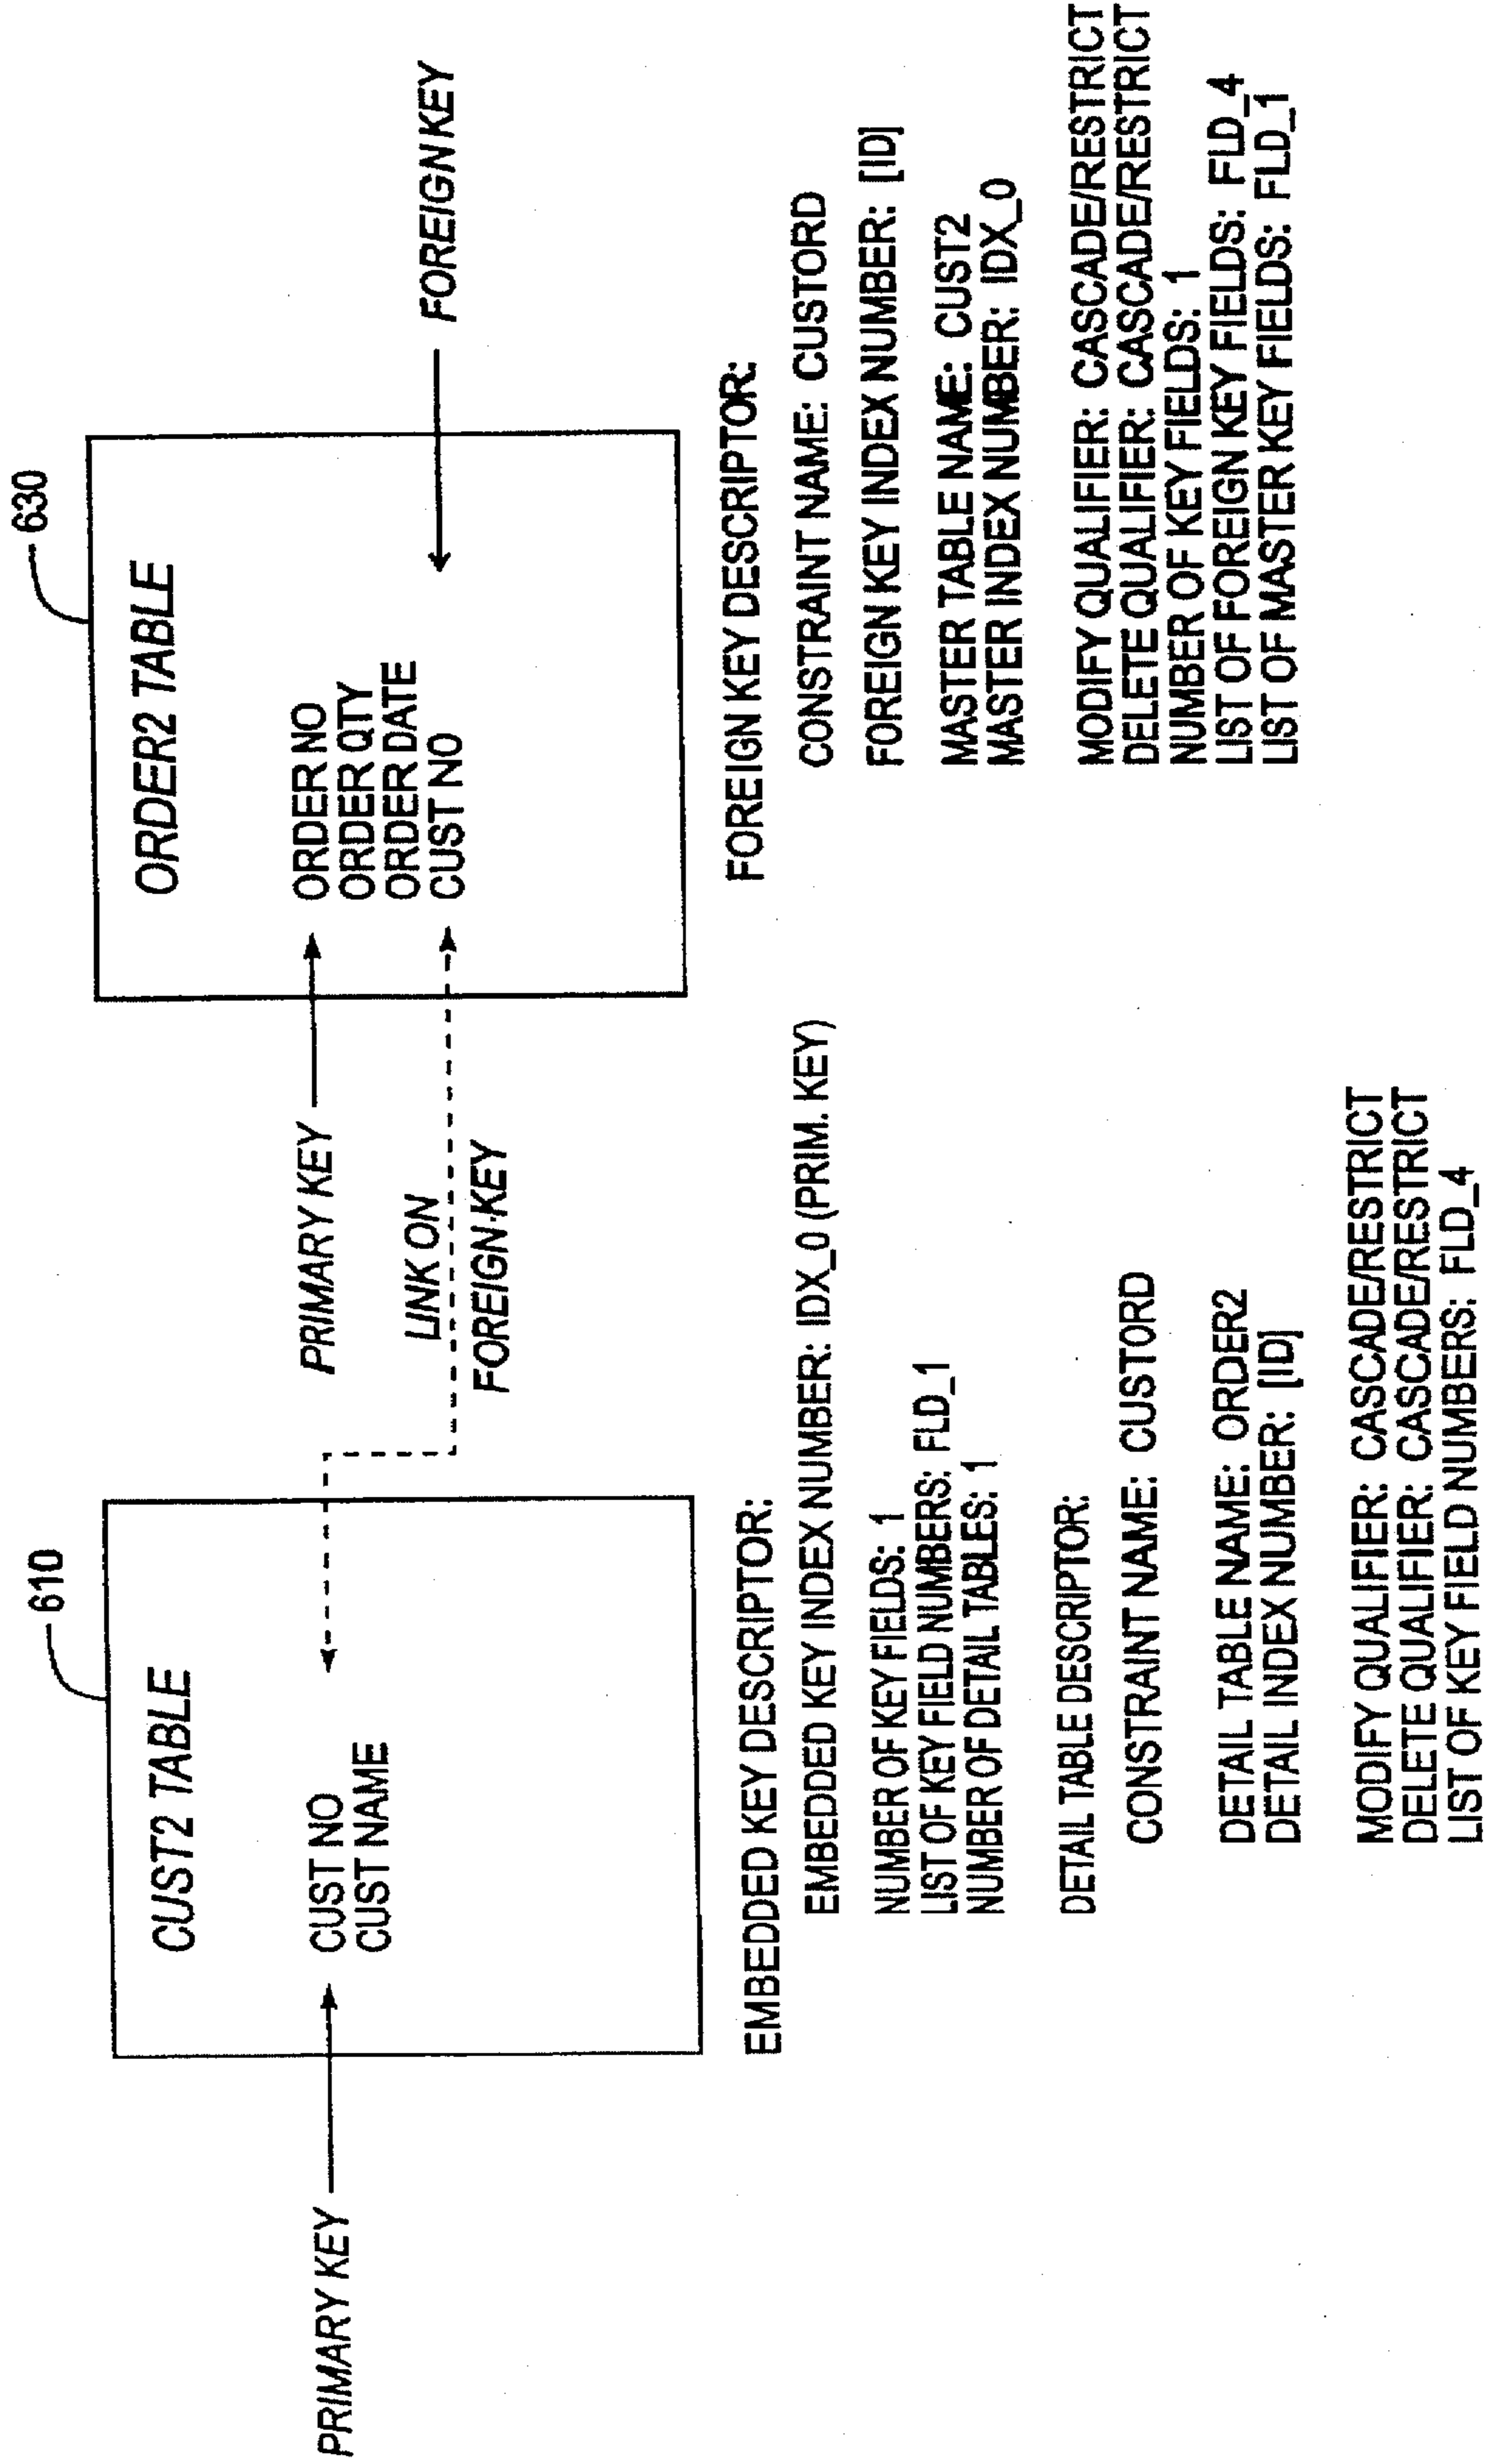 610
CUST2 TABLE
PRIMARY KEY
CUST NO
CUST NAME
LINK ON
FOREIGN KEY
630
ORDER2 TABLE
PRIMARY KEY
ORDER NO
ORDER QTY
ORDER DATE
CUST NO
FOREIGN KEY
EMBEDDED KEY DESCRIPTOR:
EMBEDDED KEY INDEX NUMBER: IDX_0 (PRIM. KEY)
NUMBER OF KEY FIELDS: 1
LIST OF KEY FIELD NUMBERS: FLD_1
NUMBER OF DETAIL TABLES: 1
DETAIL TABLE DESCRIPTOR:
CONSTRAINT NAME: CUSTORD
DETAIL TABLE NAME: ORDER2
DETAIL INDEX NUMBER: [ID]
MODIFY QUALIFIER: CASCADE/RESTRICT
DELETE QUALIFIER: CASCADE/RESTRICT
LIST OF KEY FIELD NUMBERS: FLD_4
FOREIGN KEY DESCRIPTOR:
CONSTRAINT NAME: CUSTORD
FOREIGN KEY INDEX NUMBER: [ID]
MASTER TABLE NAME: CUST2
MASTER INDEX NUMBER: IDX_0
MODIFY QUALIFIER: CASCADE/RESTRICT
DELETE QUALIFIER: CASCADE/RESTRICT
NUMBER OF KEY FIELDS: 1
LIST OF FOREIGN KEY FIELDS: FLD_4
LIST OF MASTER KEY FIELDS: FLD_1